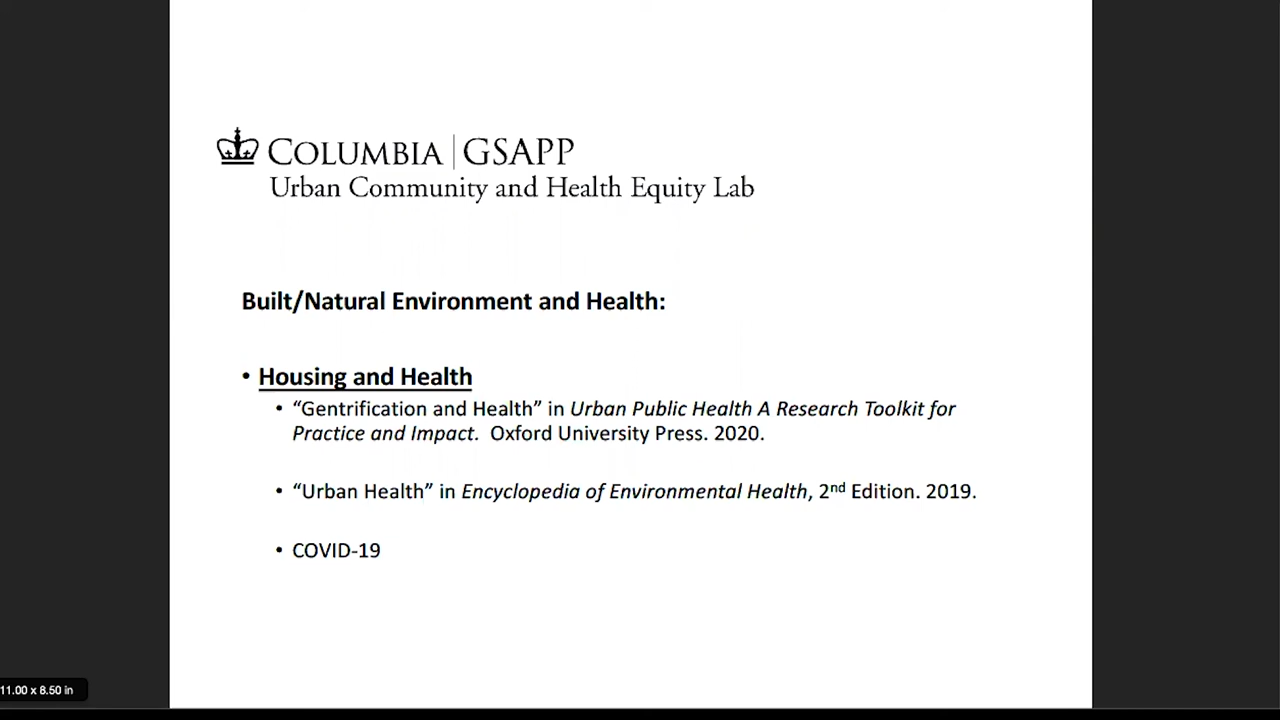 COLUMBIA | GSAPP
Urban Community and Health Equity Lab
Built/Natural Environment and Health:
• Housing and Health
• “Gentrification and Health” in Urban Public Health A Research Toolkit for
Practice and Impact. Oxford University Press. 2020.
• “Urban Health” in Encyclopedia of Environmental Health, 2nd Edition. 2019.
• COVID-19
11.00 x 8.50 in